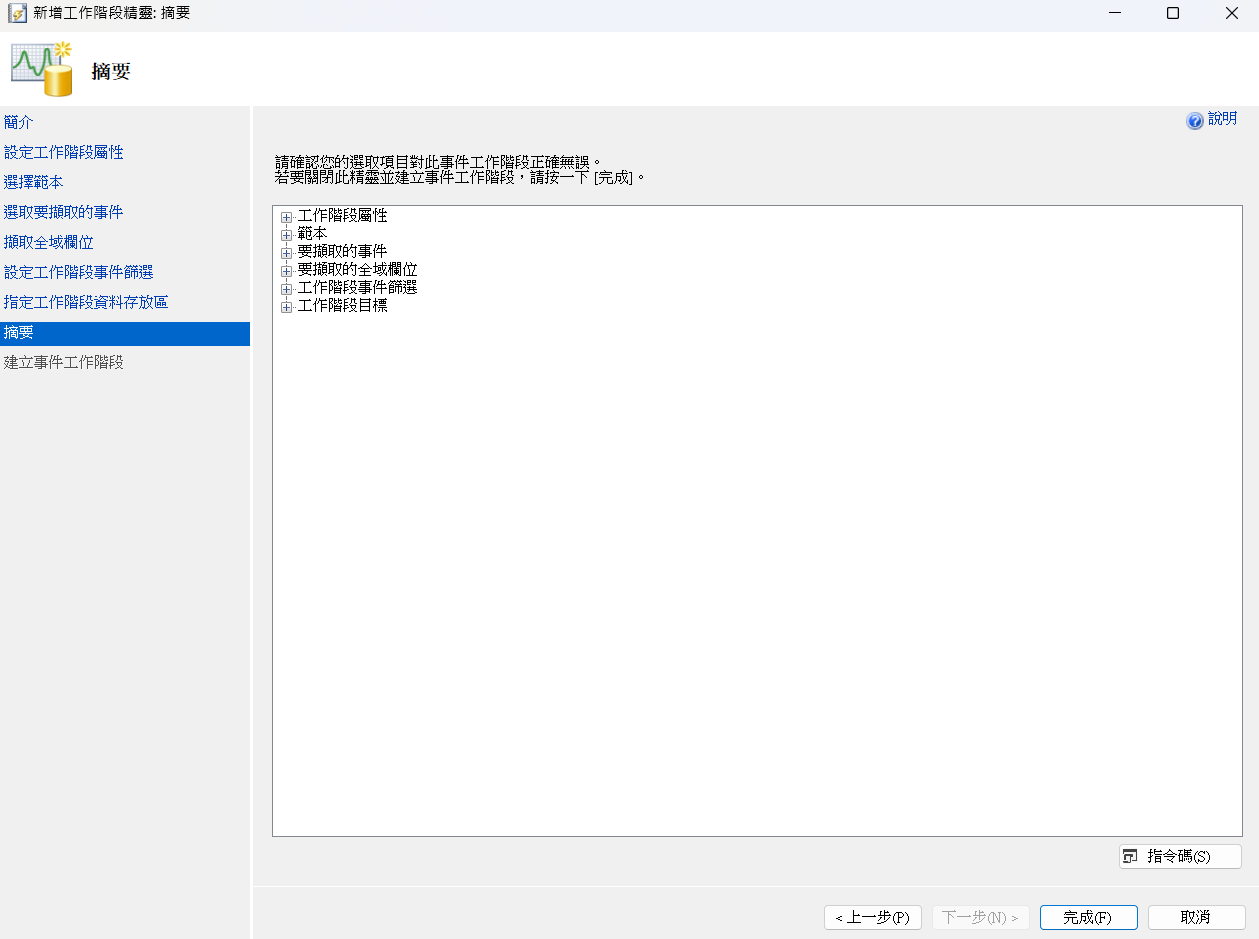 新增工作階段精靈: 摘要
摘要
簡介
設定工作階段屬性
選擇範本
選取要擷取的事件
擷取全域欄位
設定工作階段事件篩選
指定工作階段資料存放區
摘要
建立事件工作階段
說明
請確認您的選取項目對此事件工作階段正確無誤。
若要關閉此精靈並建立事件工作階段，請按一下 [完成]。
工作階段屬性
範本
要擷取的事件
要擷取的全域欄位
工作階段事件篩選
工作階段目標
指令碼(S)
< 上一步(P)
下一步(N) >
完成(F)
取消